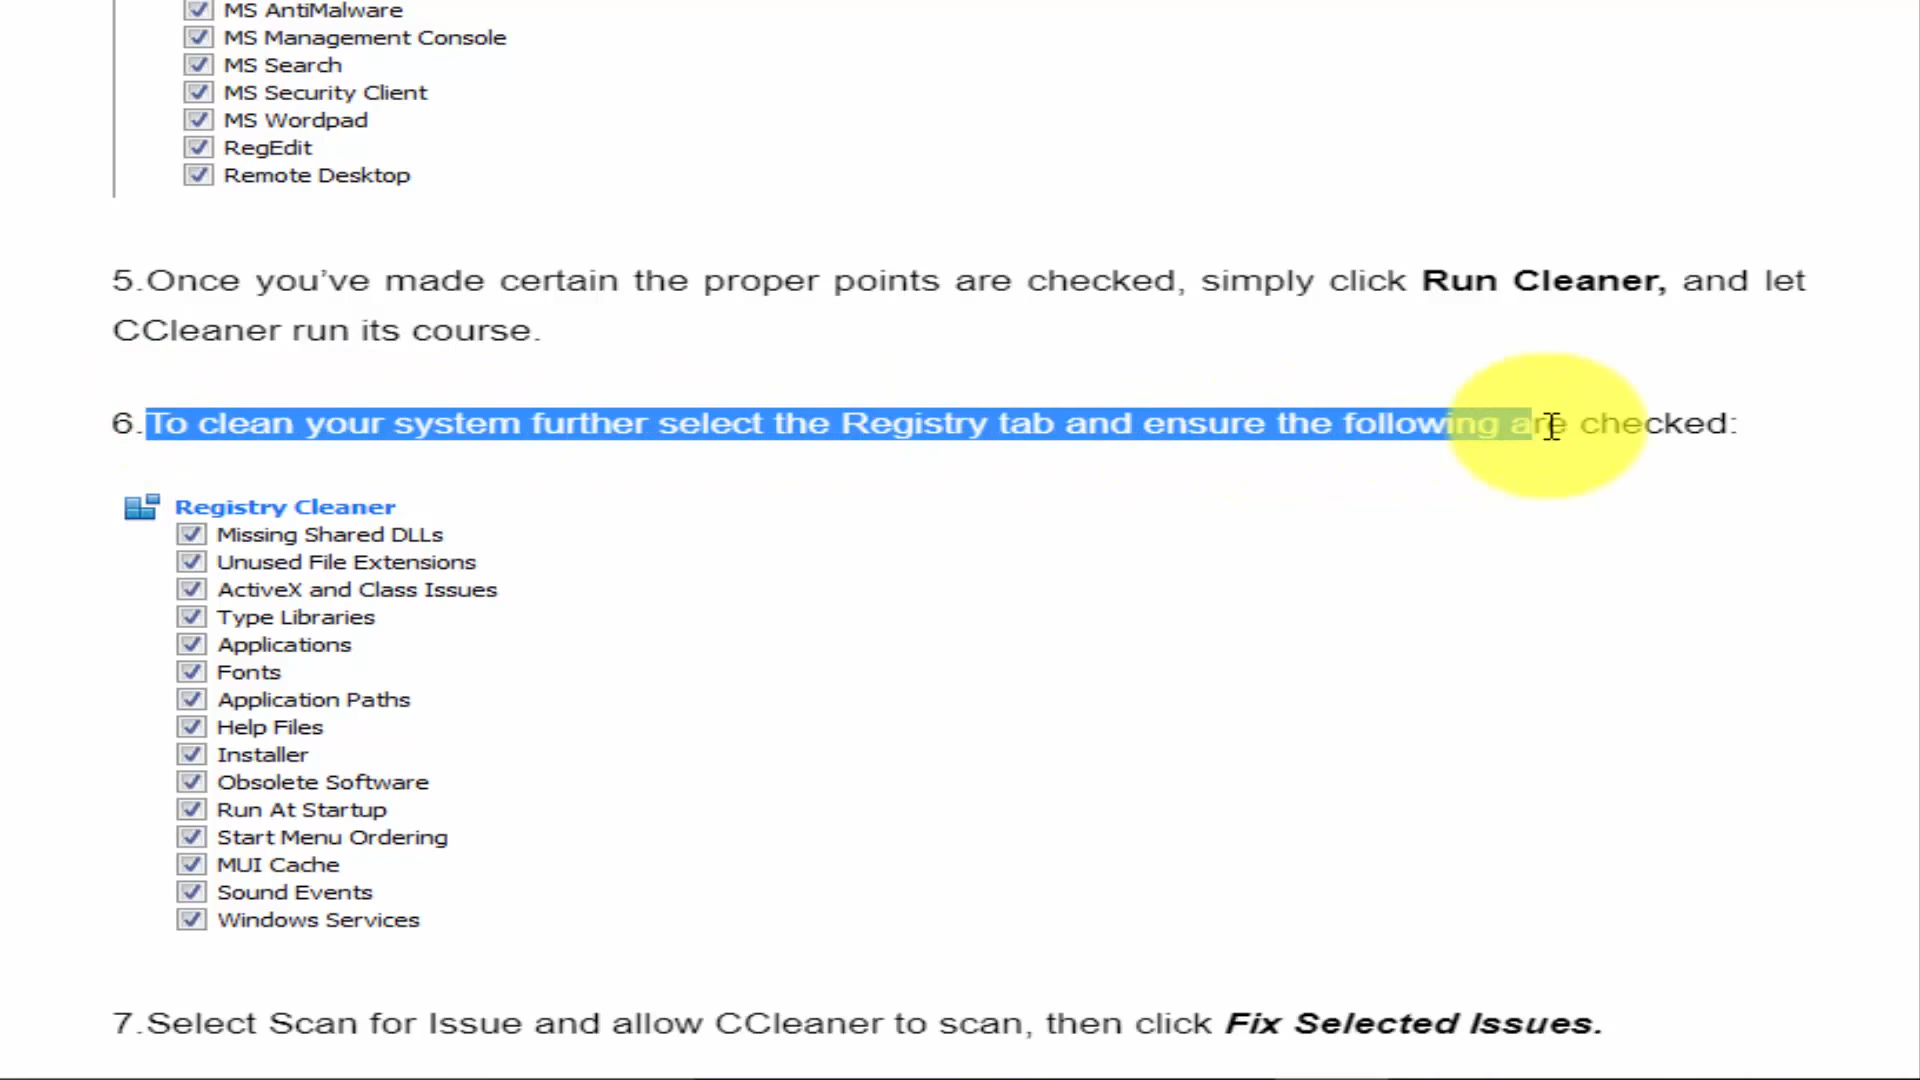 MS AntiMalware
MS Management Console
MS Search
MS Security Client
MS Wordpad
RegEdit
Remote Desktop
5.Once you’ve made certain the proper points are checked, simply click Run Cleaner, and let
CCleaner run its course.
6.To clean your system further select the Registry tab and ensure the following are checked:
Registry Cleaner
Missing Shared DLLs
Unused File Extensions
ActiveX and Class Issues
Type Libraries
Applications
Fonts
Application Paths
Help Files
Installer
Obsolete Software
Run At Startup
Start Menu Ordering
MUI Cache
Sound Events
Windows Services
7.Select Scan for Issue and allow CCleaner to scan, then click Fix Selected Issues.